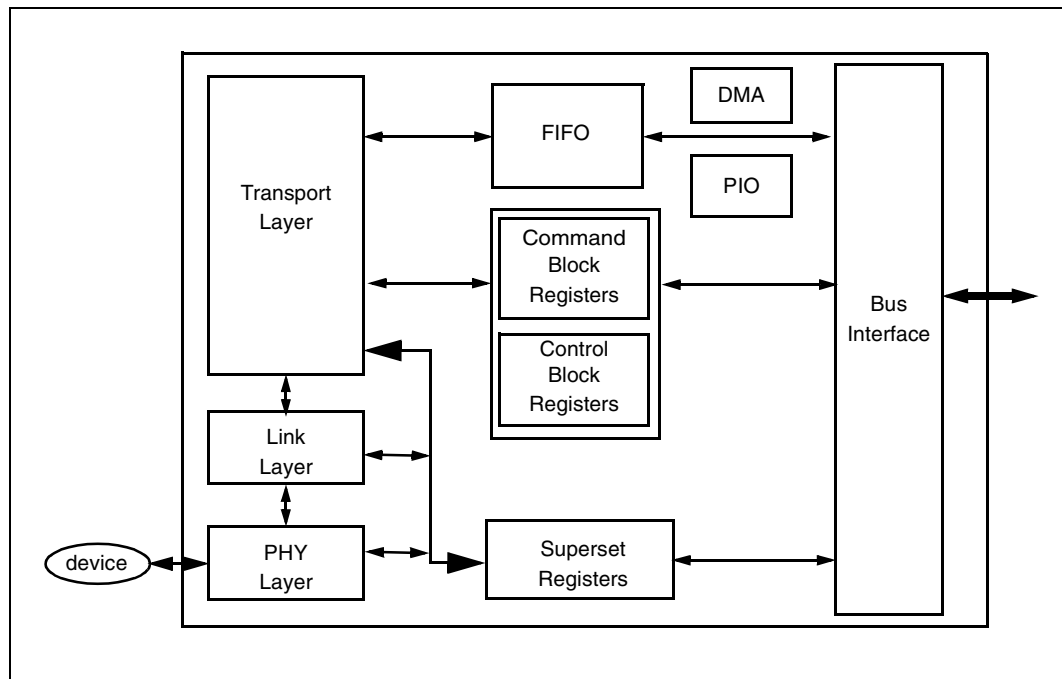 DMA
FIFO
PIO
Transport
Layer
Command
Block
Registers
Bus
Interface
Control
Block
Registers
Link
Layer
device
PHY
Layer
Superset
Registers